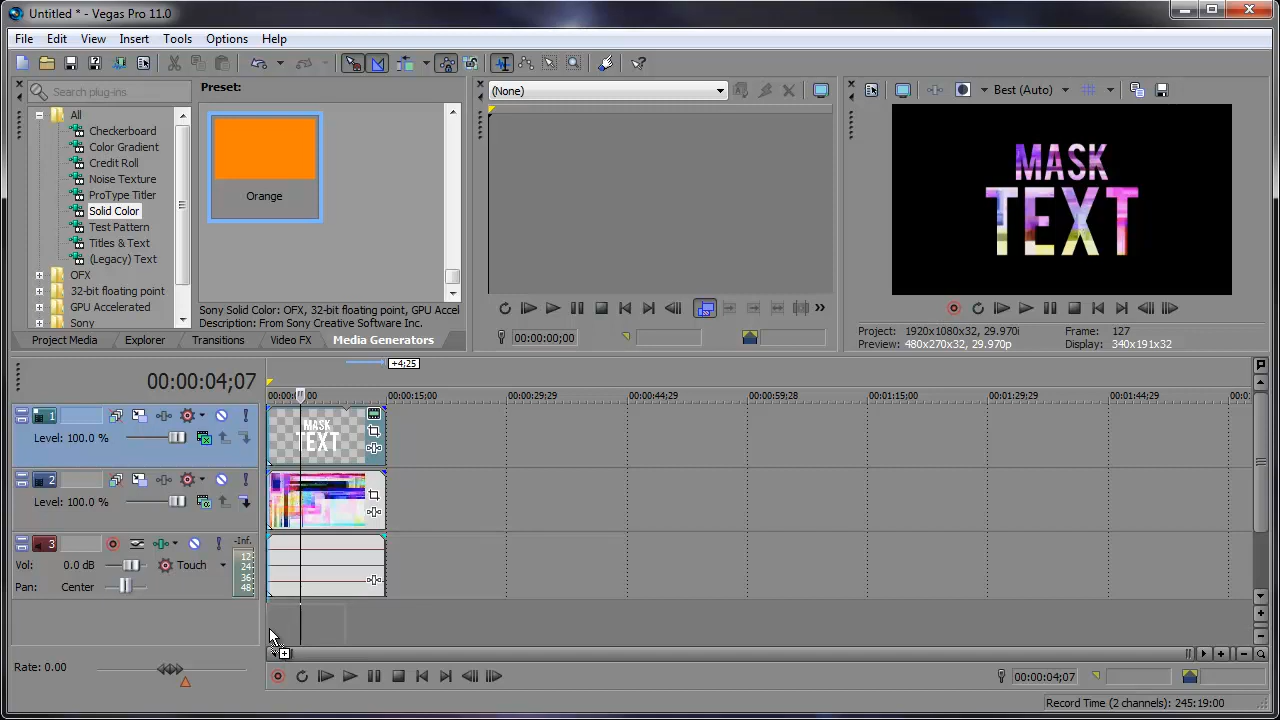 Untitled * - Vegas Pro 11.0
File Edit View Insert Tools Options Help
Search plug-ins
All
Checkerboard
Color Gradient
Credit Roll
Noise Texture
ProType Titler
Solid Color
Test Pattern
Titles & Text
(Legacy) Text
OFX
32-bit floating point
GPU Accelerated
Sony
Preset:
Orange
Sony Solid Color: OFX, 32-bit floating point, GPU Accel
Description: From Sony Creative Software Inc.
Project Media Explorer Transitions Video FX Media Generators
(None)
00:00:00;00
Best (Auto)
MASK
TEXT
Project: 1920x1080x32, 29.970i
Preview: 480x270x32, 29.970p
Frame: 127
Display: 340x191x32
00:00:04;07
+4;25
00:00:15;00 00:00:29;29 00:00:44;29 00:00:59;28 00:01:15;00 00:01:29;29 00:01:44;29
1
Level: 100.0 %
MASK
TEXT
2
Level: 100.0 %
3
-Inf.
Vol: 0.0 dB Touch
Pan: Center
12
24
36
48
Rate: 0.00
00:00:04;07
Record Time (2 channels): 245:19:00